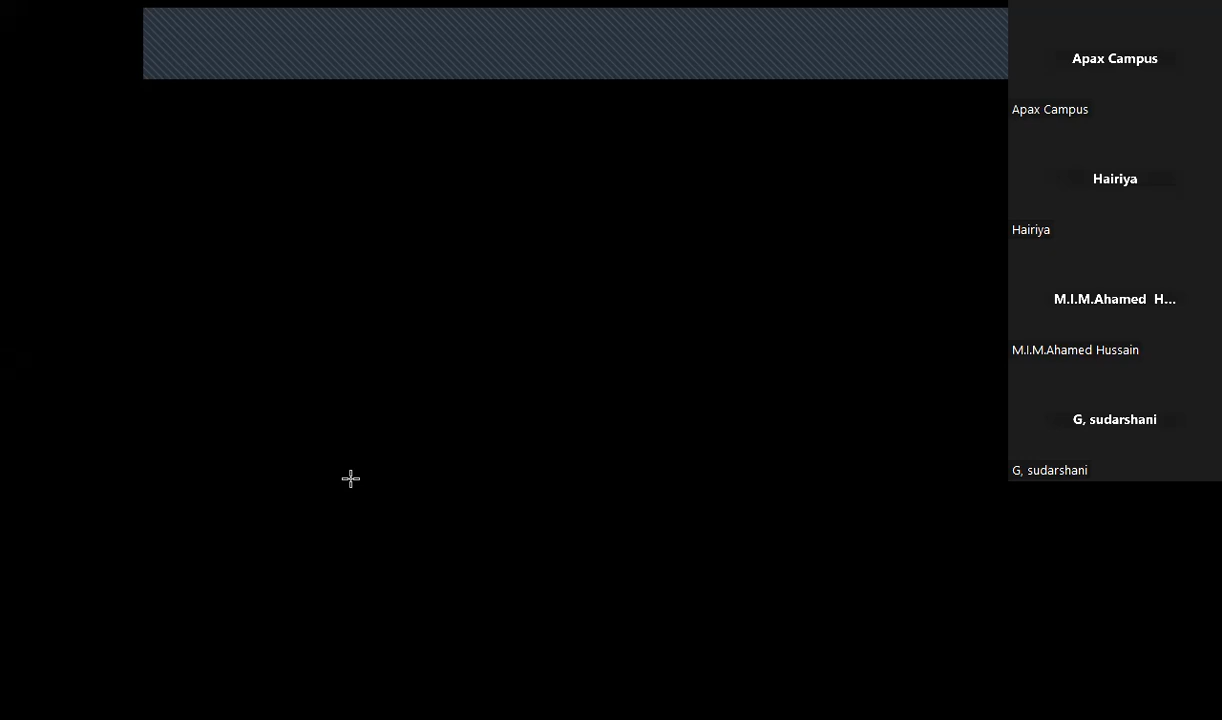 Apax Campus
Apax Campus
Hairiya
Hairiya
M.I.M.Ahamed  H...
M.I.M.Ahamed Hussain
G, sudarshani
G, sudarshani